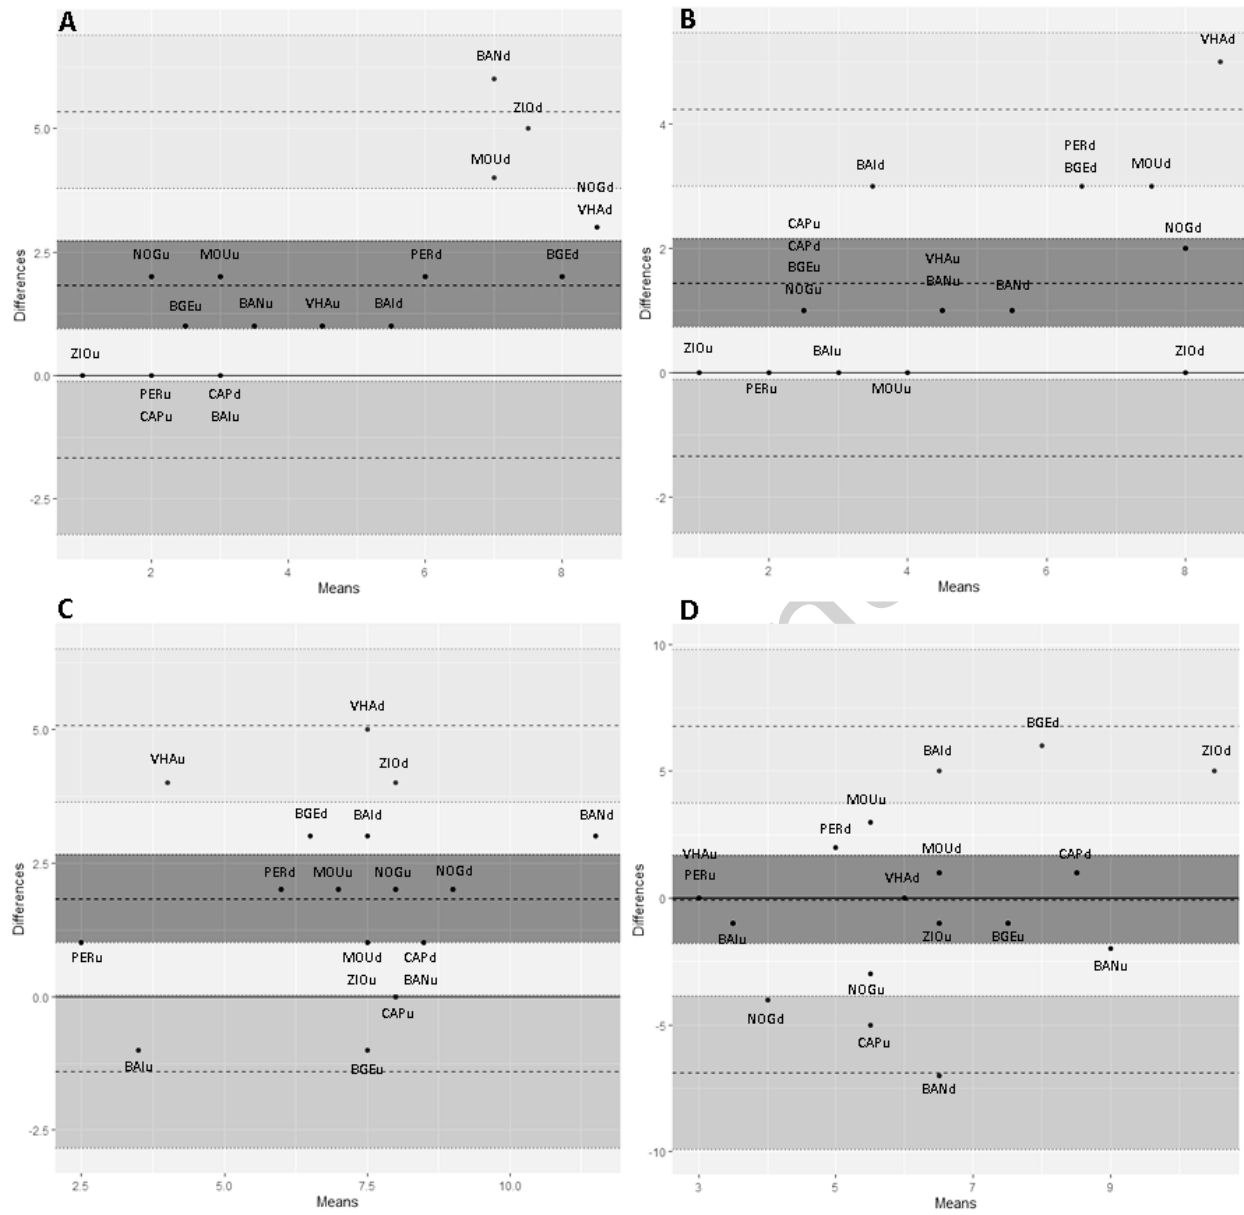 A
BANd
ZIOd
MOUd
NOGd
VHAd
5.0
NOGu
MOUu
PERd
BGEd
2.5
BGEu
BANu
VHAu
BAId
ZIOu
0.0
PERu
CAPd
CAPu
BAIu
-2.5
2
4
6
8
Means
Differences
B
VHAd
4
PERd
BAId
BGEd
MOUd
CAPu
CAPd
NOGd
2
BGEu
VHAu
NOGu
BANu
BANd
ZIOu
BAIu
ZIOd
0
PERu
MOUu
-2
2
4
6
8
Means
Differences
C
VHAd
5.0
VHAu
ZIOd
BGEd
BAId
BANd
2.5
PERd
MOUu
NOGu
NOGd
PERu
MOUd
CAPd
ZIOu
BANu
0.0
CAPu
BAIu
BGEu
-2.5
2.5
5.0
7.5
10.0
Means
Differences
D
10
BGEd
BAId
ZIOd
5
MOUu
PERd
VHAu
MOUd
CAPd
PERu
VHAd
0
BAIu
ZIOu
BGEu
BANu
NOGu
NOGd
CAPu
-5
BANd
-10
3
5
7
9
Means
Differences